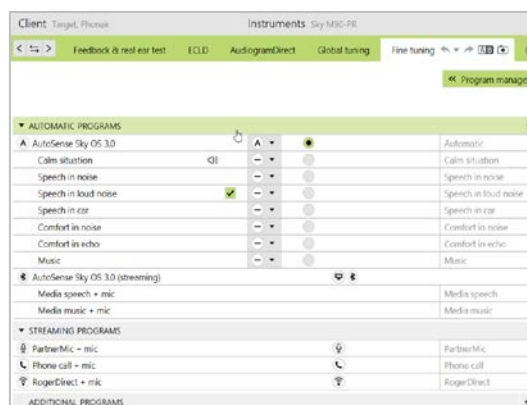 Client Target, Phonak Instruments Sky M50-PR
Feedback & real ear test ECLD AudiogramDirect Global tuning Fine tuning
Program manage
AUTOMATIC PROGRAMS
A AutoSense Sky OS 3.0 A Automatic
Calm situation Calm situation
Speech in noise Speech in noise
Speech in loud noise Speech in loud noise
Speech in car Speech in car
Comfort in noise Comfort in noise
Comfort in echo Comfort in echo
Music Music
AutoSense Sky OS 3.0 (streaming)
Media speech + mic Media speech
Media music + mic Media music
STREAMING PROGRAMS
PartnerMic + mic PartnerMic
Phone call + mic Phone call
RogerDirect + mic RogerDirect
ADDITIONAL PROGRAMS